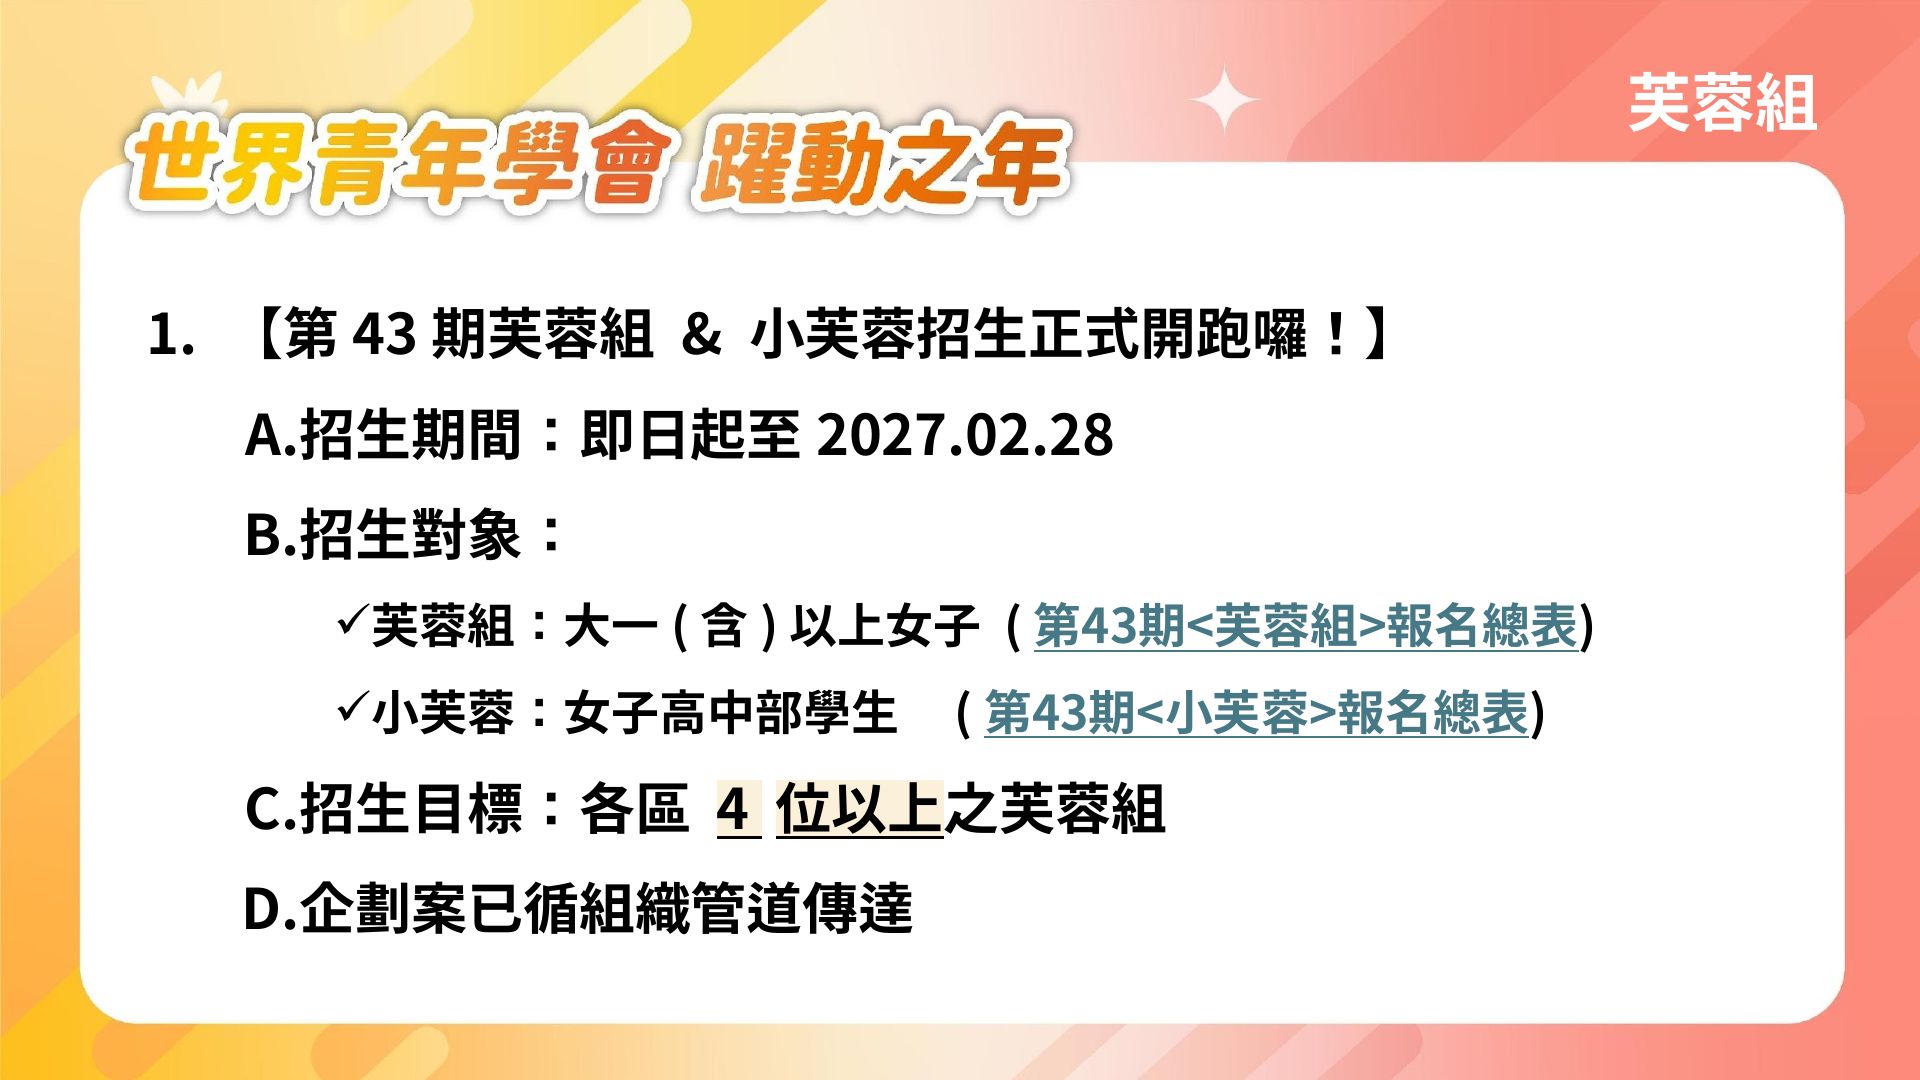 芙蓉組
世界青年學會 躍動之年
1. 【第 43 期芙蓉組 & 小芙蓉招生正式開跑囉！】
A.招生期間：即日起至 2027.02.28
B.招生對象：
✓芙蓉組：大一 ( 含 ) 以上女子 ( 第43期<芙蓉組>報名總表)
✓小芙蓉：女子高中部學生 ( 第43期<小芙蓉>報名總表)
C.招生目標：各區 4 位以上之芙蓉組
D.企劃案已循組織管道傳達